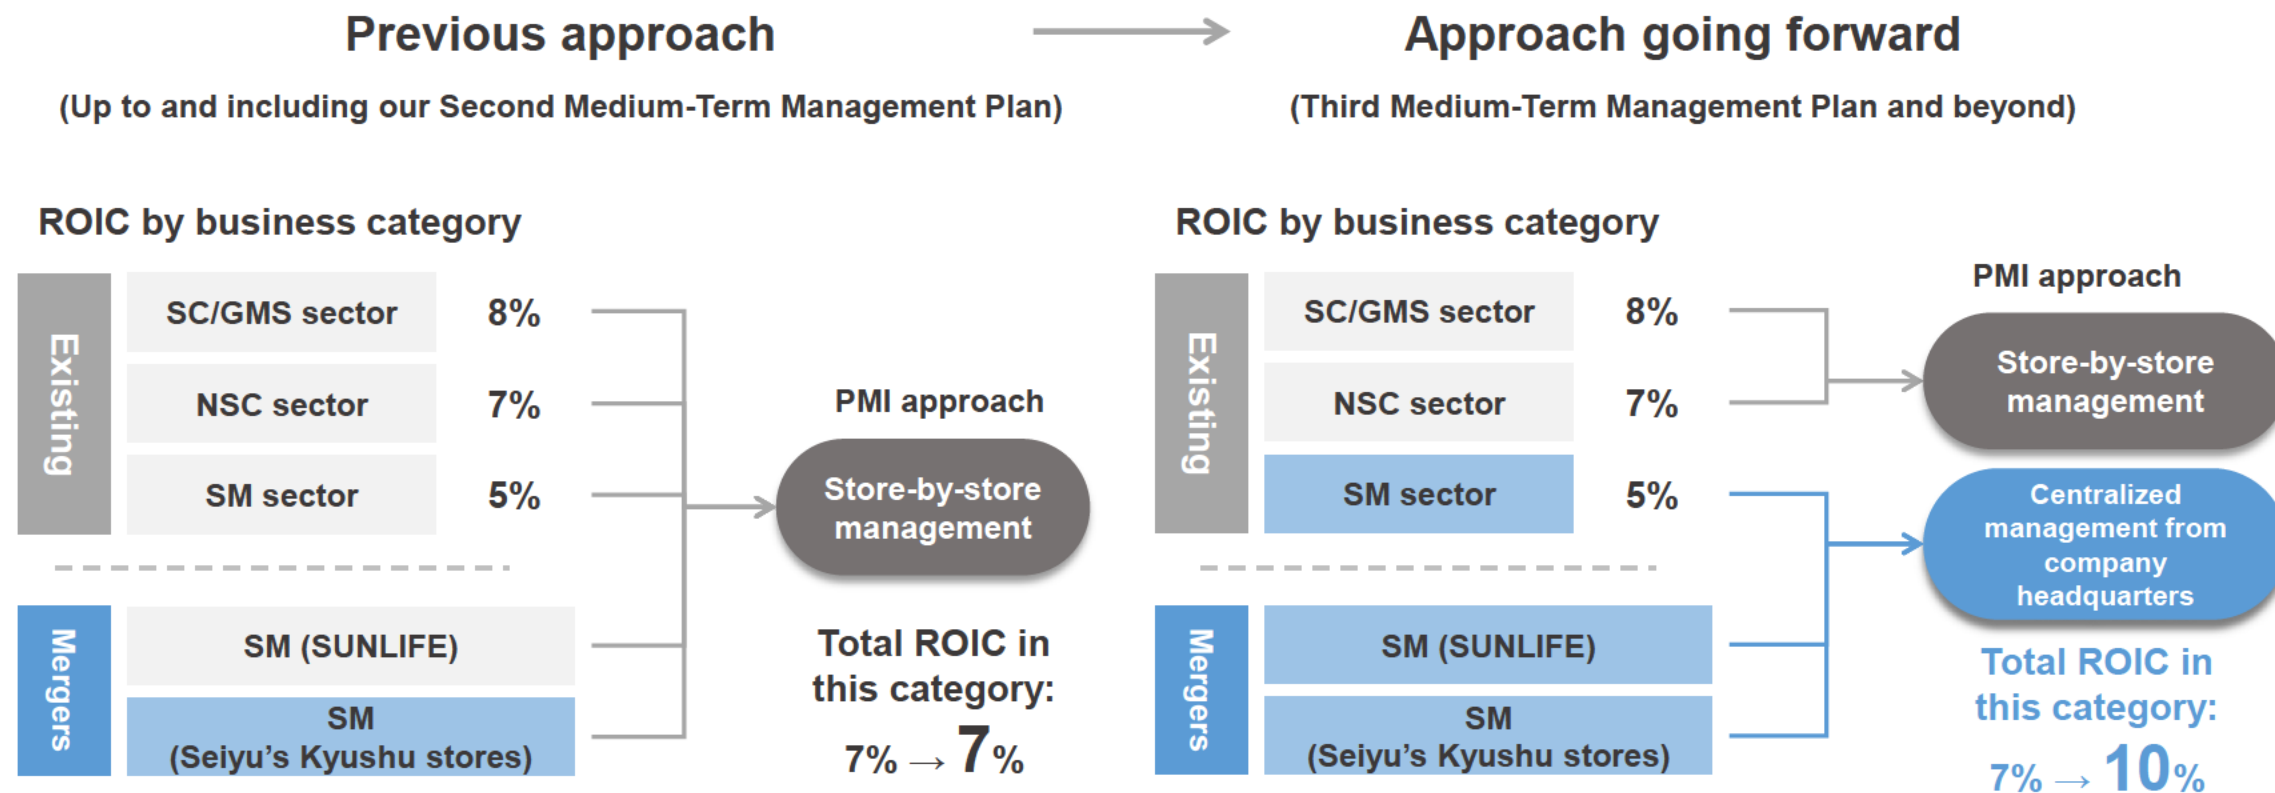 Previous approach
(Up to and including our Second Medium-Term Management Plan)
ROIC by business category
Existing
SC/GMS sector
8%
NSC sector
7%
SM sector
5%
Mergers
SM (SUNLIFE)
SM
(Seiyu’s Kyushu stores)
PMI approach
Store-by-store
management
Total ROIC in
this category:
7% → 7%
Approach going forward
(Third Medium-Term Management Plan and beyond)
ROIC by business category
Existing
SC/GMS sector
8%
NSC sector
7%
SM sector
5%
Mergers
SM (SUNLIFE)
SM
(Seiyu’s Kyushu stores)
PMI approach
Store-by-store
management
Centralized
management from
company
headquarters
Total ROIC in
this category:
7% → 10%